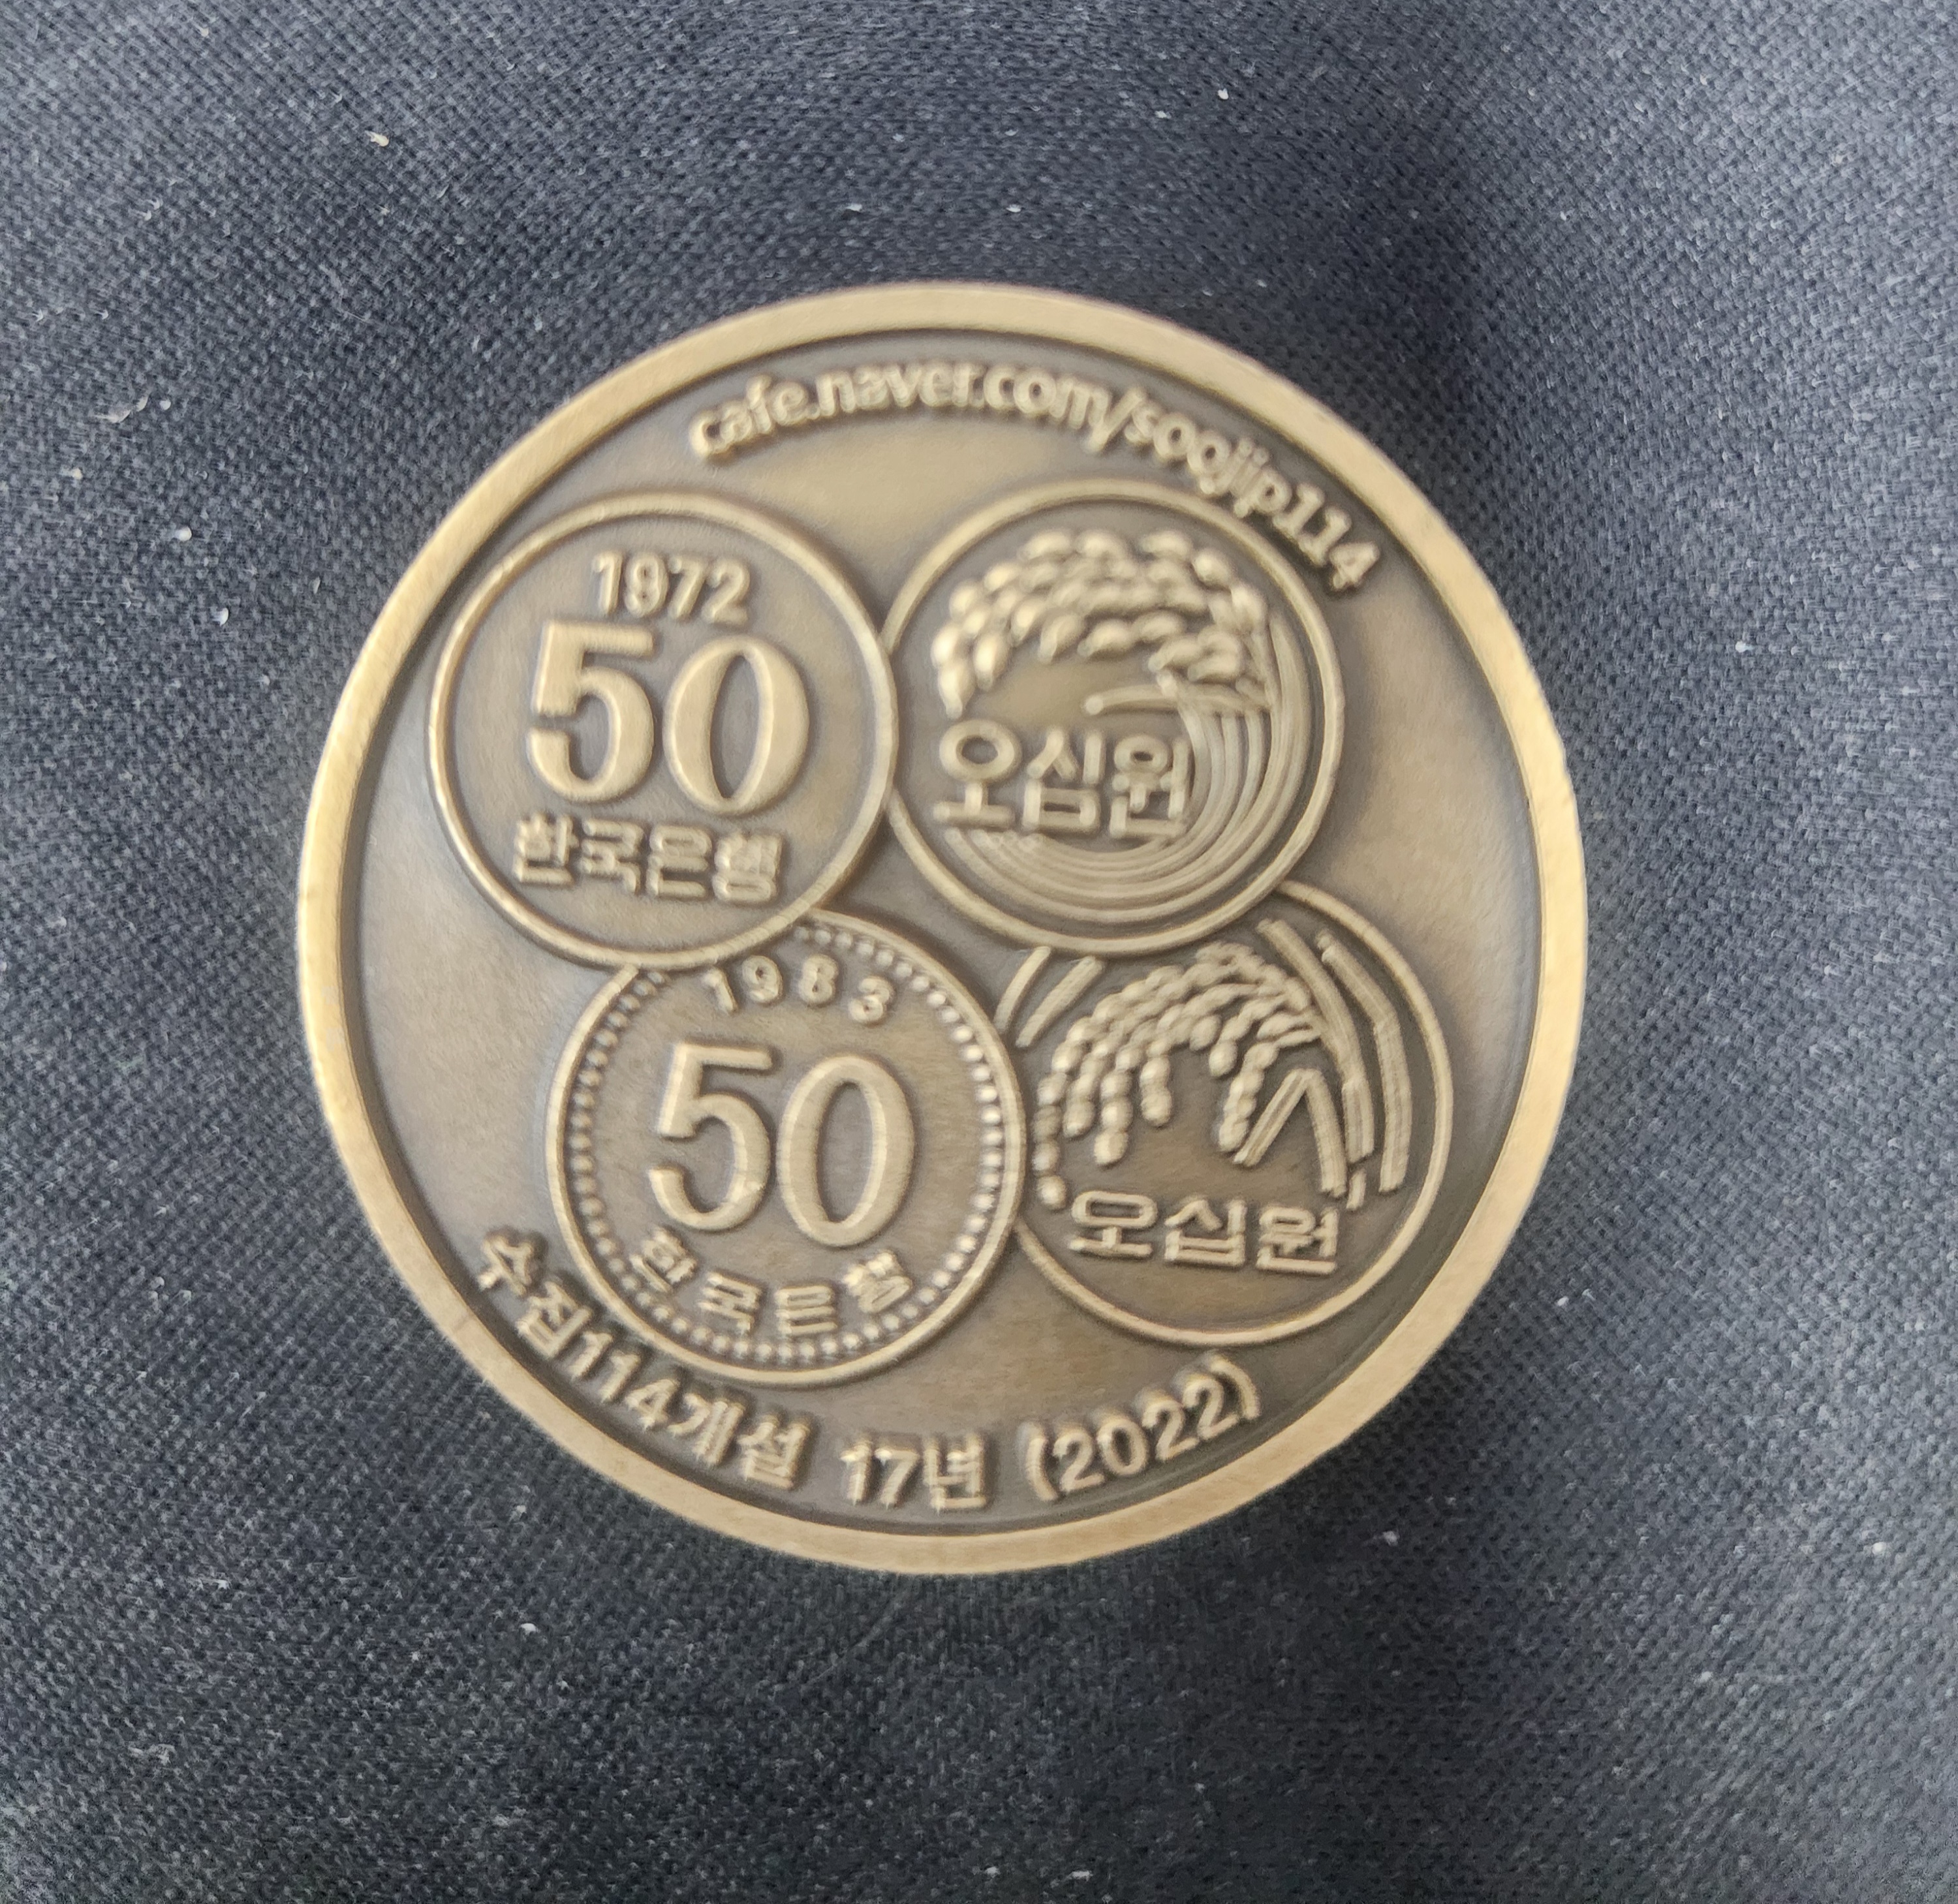 cafe.naver.com/soojip114
1972
50
한국은행
오십원
1983
50
한국은행
오십원
수집114개설 17년 (2022)